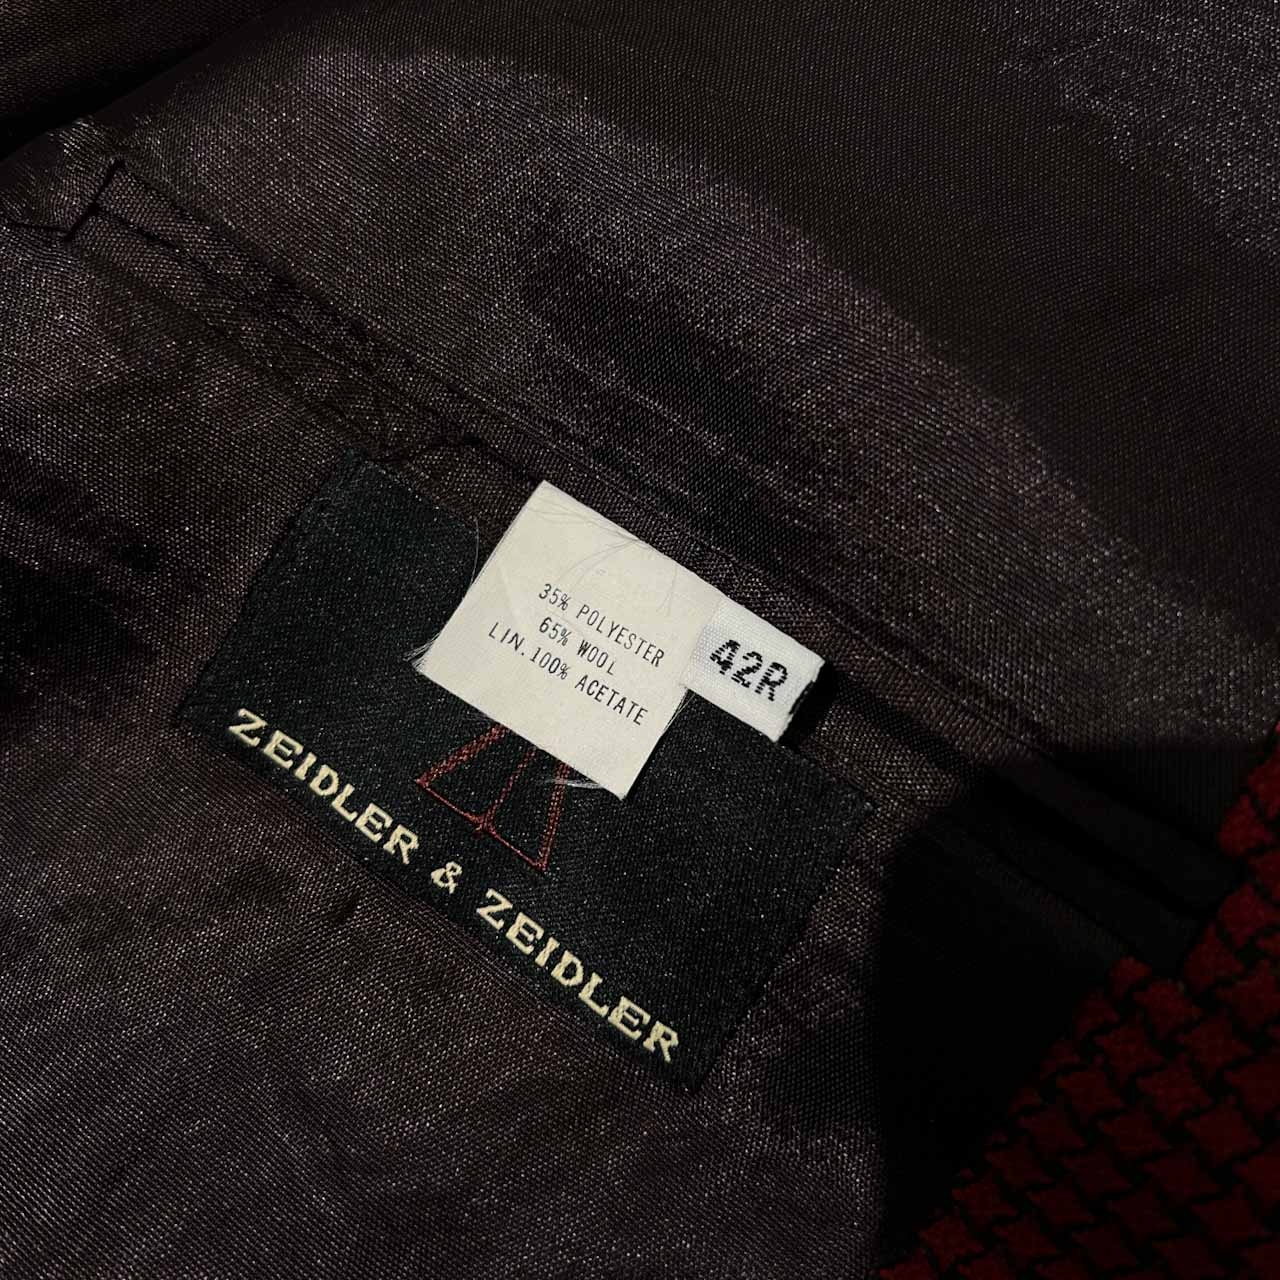 35% POLYESTER
65% WOOL
LIN. 100% ACETATE
42R
ZEIDLER & ZEIDLER